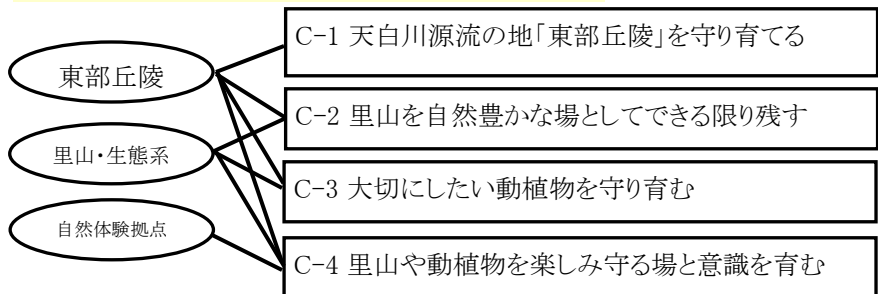 東部丘陵
里山・生態系
自然体験拠点
C-1 天白川源流の地「東部丘陵」を守り育てる
C-2 里山を自然豊かな場としてできる限り残す
C-3 大切にしたい動植物を守り育む
C-4 里山や動植物を楽しみ守る場と意識を育む